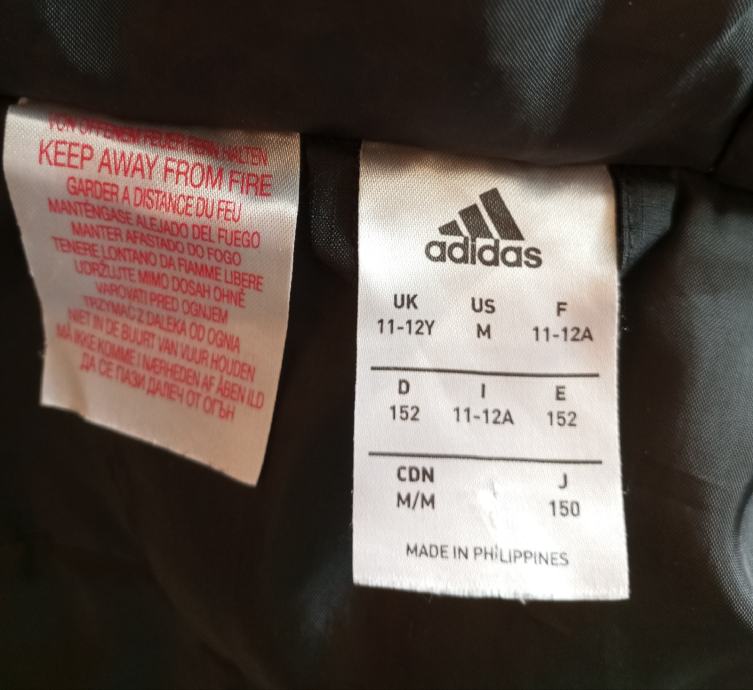 VON OFFENEM FEUER FERN HALTEN
KEEP AWAY FROM FIRE
GARDER A DISTANCE DU FEU
MANTÉNGASE ALEJADO DEL FUEGO
MANTER AFASTADO DO FOGO
TENERE LONTANO DA FIAMME LIBERE
UDRŽUJTE MIMO DOSAH OHNĚ
VAROVATI PRED OGNJEM
TRZYMAC Z DALEKA OD OGNIA
NIET IN DE BUURT VAN VUUR HOUDEN
MÅ IKKE KOMME I NÆRHEDEN AF ÅBEN ILD
ДА СЕ ПАЗИ ДАЛЕЧ ОТ ОГЪН
adidas
UK US F
11-12Y M 11-12A
D I E
152 11-12A 152
CDN J
M/M 150
MADE IN PHILIPPINES